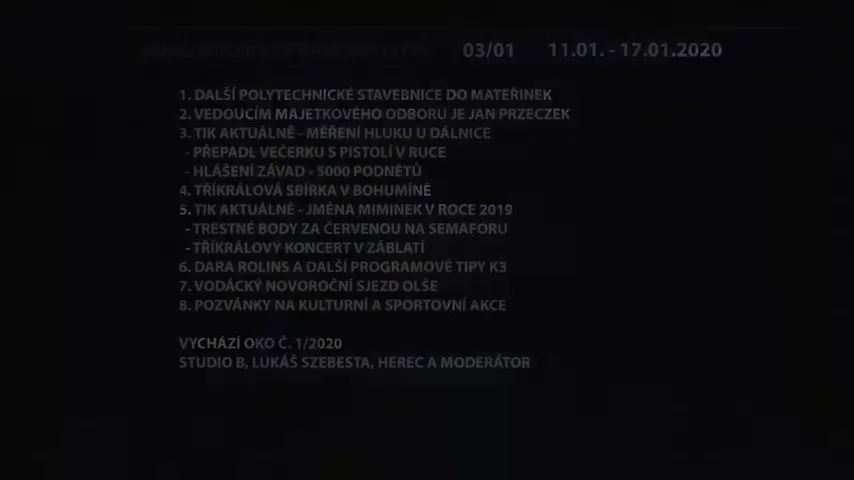 03/01 11.01. - 17.01.2020
1. DALŠÍ POLYTECHNICKÉ STAVEBNICE DO MATEŘINEK
2. VEDOUCÍM MAJETKOVÉHO ODBORU JE JAN PRZECZEK
3. TIK AKTUÁLNĚ - MĚŘENÍ HLUKU U DÁLNICE
- PŘEPADL VEČERKU S PISTOLÍ V RUCE
- HLÁŠENÍ ZÁVAD - 5000 PODNĚTŮ
4. TŘÍKRÁLOVÁ SBÍRKA V BOHUMÍNĚ
5. TIK AKTUÁLNĚ - JMÉNA MIMINEK V ROCE 2019
- TRESTNÉ BODY ZA ČERVENOU NA SEMAFORU
- TŘÍKRÁLOVÝ KONCERT V ZÁBLATÍ
6. DARA ROLINS A DALŠÍ PROGRAMOVÉ TIPY K3
7. VODÁCKÝ NOVOROČNÍ SJEZD OLŠE
8. POZVÁNKY NA KULTURNÍ A SPORTOVNÍ AKCE
VYCHÁZÍ OKO Č. 1/2020
STUDIO B, LUKÁŠ SZEBESTA, HEREC A MODERÁTOR